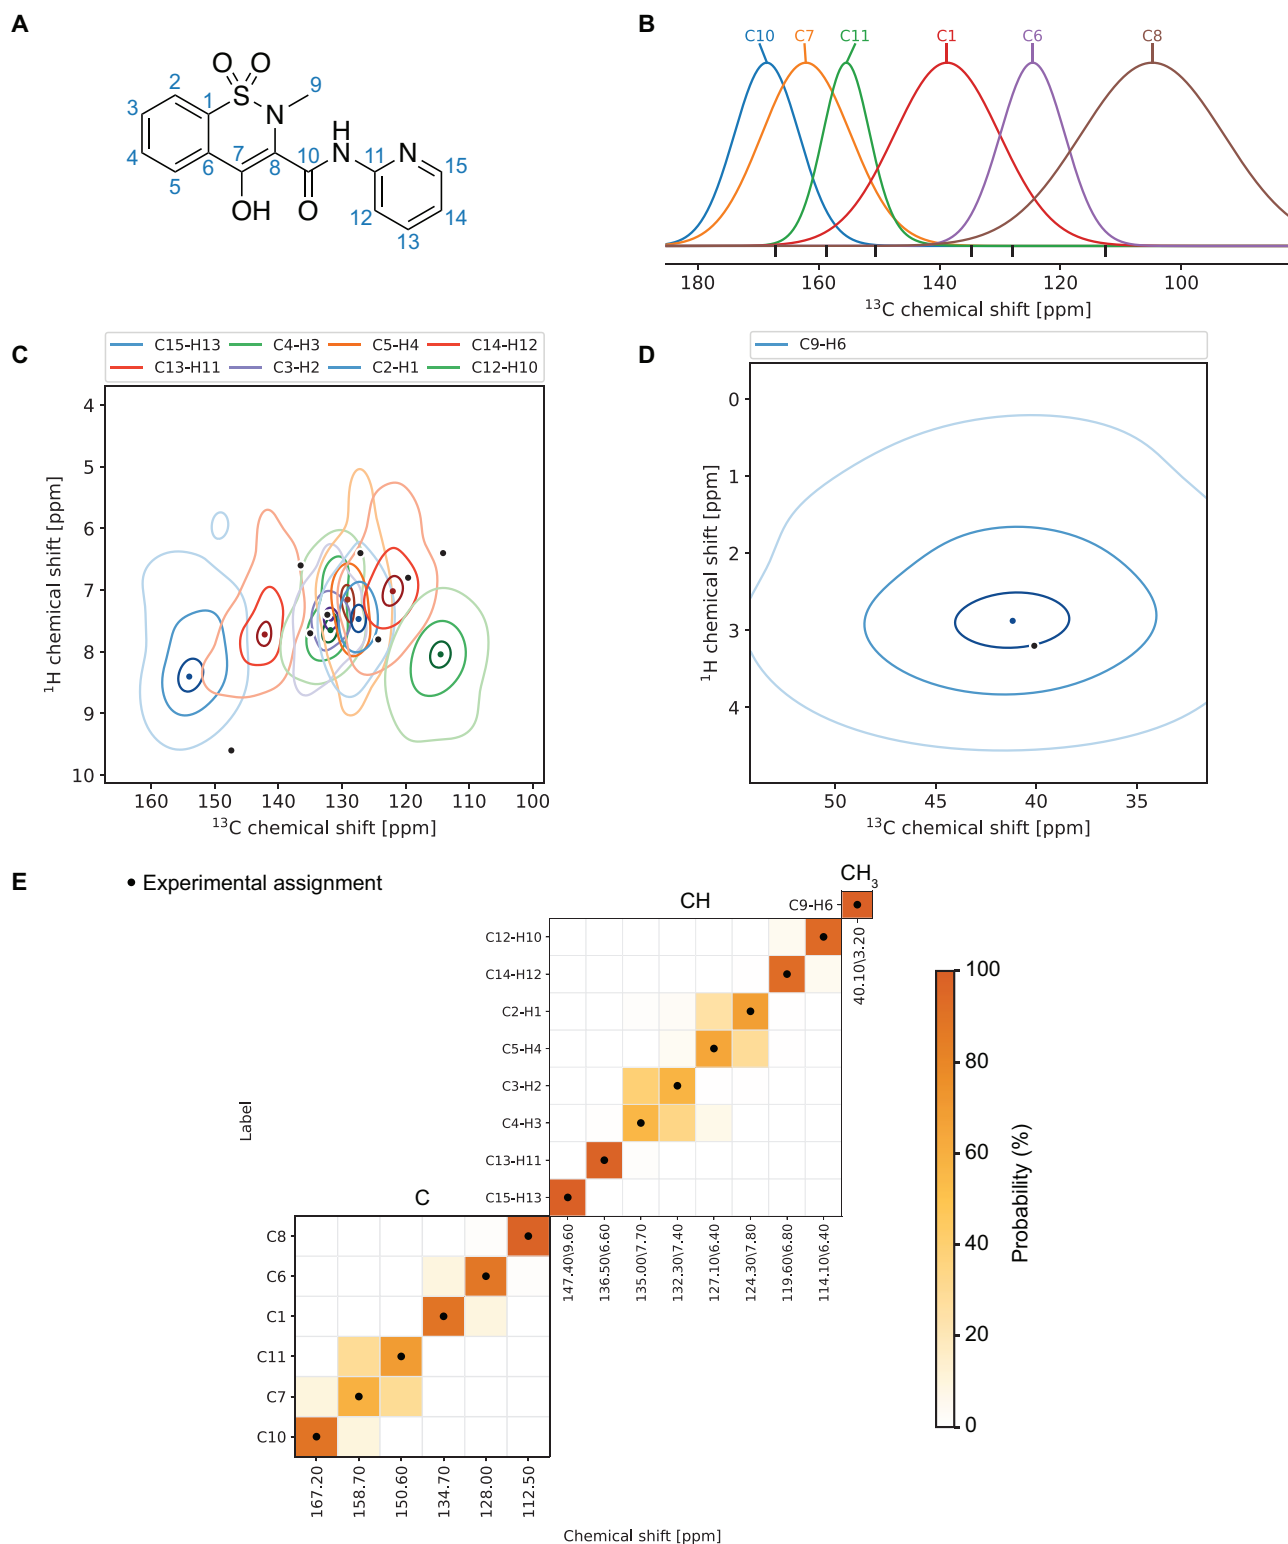 A
O O
2 S 9
3 1 N H
4 7 10 N 11 N 15
6 8
5
OH O 12 14
13
B
C10 C7 C11 C1 C6 C8
180 160 140 120 100
13C chemical shift [ppm]
C
C15-H13 C4-H3 C5-H4 C14-H12
C13-H11 C3-H2 C2-H1 C12-H10
4
5
6
7
8
9
10
1H chemical shift [ppm]
160 150 140 130 120 110 100
13C chemical shift [ppm]
D
C9-H6
0
1
2
3
4
1H chemical shift [ppm]
50 45 40 35
13C chemical shift [ppm]
E
• Experimental assignment
CH3
C9-H6
40.10\3.20
CH
C12-H10
C14-H12
C2-H1
C5-H4
C3-H2
C4-H3
C13-H11
C15-H13
147.40\9.60
136.50\6.60
135.00\7.70
132.30\7.40
127.10\6.40
124.30\7.80
119.60\6.80
114.10\6.40
C
C8
C6
C1
C11
C7
C10
167.20
158.70
150.60
134.70
128.00
112.50
Label
Chemical shift [ppm]
100
80
60
40
20
0
Probability (%)